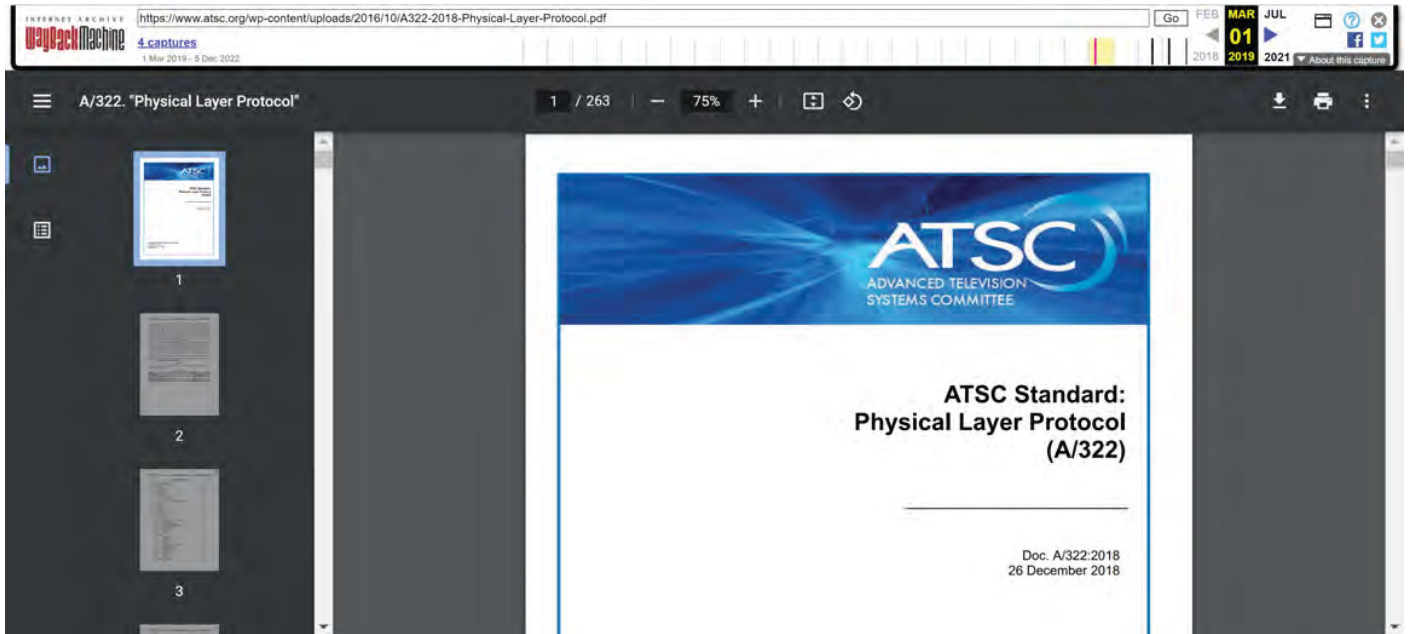 INTERNET ARCHIVE
WayBackMachine
https://www.atsc.org/wp-content/uploads/2016/10/A322-2018-Physical-Layer-Protocol.pdf
Go
FEB MAR JUL
4 captures
01
1 Mar 2019 - 5 Dec 2022
2018 2019 2021
About this capture
A/322. "Physical Layer Protocol"
1 / 263
75%
ATSC
1
2
3
ATSC
ADVANCED TELEVISION
SYSTEMS COMMITTEE
ATSC Standard:
Physical Layer Protocol
(A/322)
Doc. A/322:2018
26 December 2018